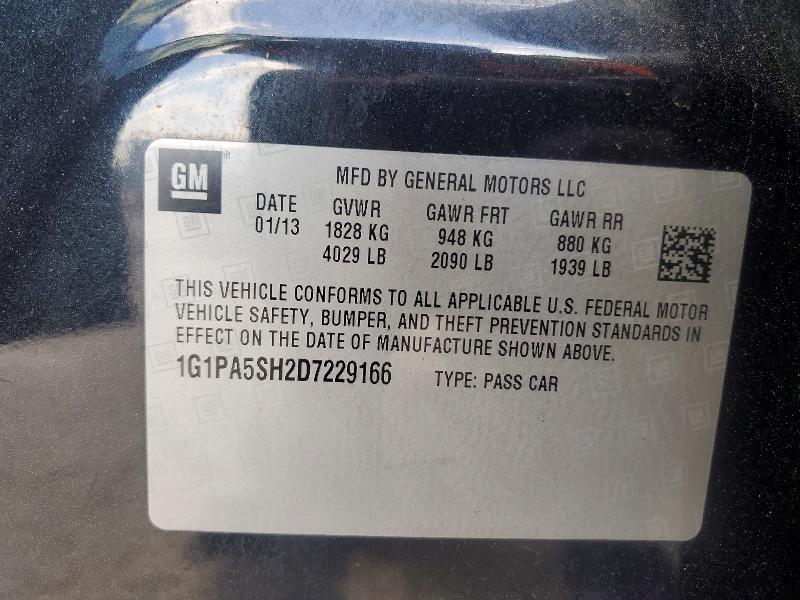 GM ®
MFD BY GENERAL MOTORS LLC
DATE GVWR GAWR FRT GAWR RR
01/13 1828 KG 948 KG 880 KG
4029 LB 2090 LB 1939 LB
THIS VEHICLE CONFORMS TO ALL APPLICABLE U.S. FEDERAL MOTOR
VEHICLE SAFETY, BUMPER, AND THEFT PREVENTION STANDARDS IN
EFFECT ON THE DATE OF MANUFACTURE SHOWN ABOVE.
1G1PA5SH2D7229166 TYPE: PASS CAR